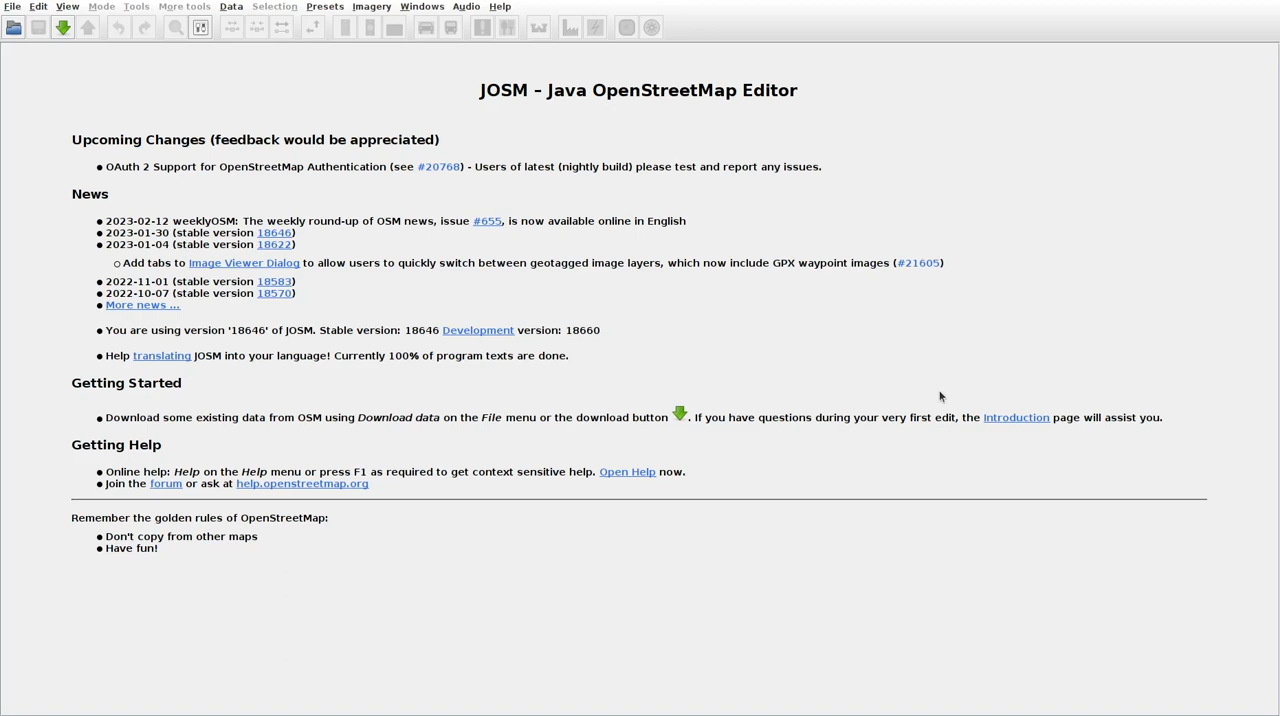 File Edit View Mode Tools More tools Data Selection Presets Imagery Windows Audio Help
JOSM – Java OpenStreetMap Editor
Upcoming Changes (feedback would be appreciated)
● OAuth 2 Support for OpenStreetMap Authentication (see #20768) - Users of latest (nightly build) please test and report any issues.
News
● 2023-02-12 weeklyOSM: The weekly round-up of OSM news, issue #655, is now available online in English
● 2023-01-30 (stable version 18646)
● 2023-01-04 (stable version 18622)
○ Add tabs to Image Viewer Dialog to allow users to quickly switch between geotagged image layers, which now include GPX waypoint images (#21605)
● 2022-11-01 (stable version 18583)
● 2022-10-07 (stable version 18570)
● More news ...
● You are using version '18646' of JOSM. Stable version: 18646 Development version: 18660
● Help translating JOSM into your language! Currently 100% of program texts are done.
Getting Started
● Download some existing data from OSM using Download data on the File menu or the download button . If you have questions during your very first edit, the Introduction page will assist you.
Getting Help
● Online help: Help on the Help menu or press F1 as required to get context sensitive help. Open Help now.
● Join the forum or ask at help.openstreetmap.org
Remember the golden rules of OpenStreetMap:
● Don't copy from other maps
● Have fun!